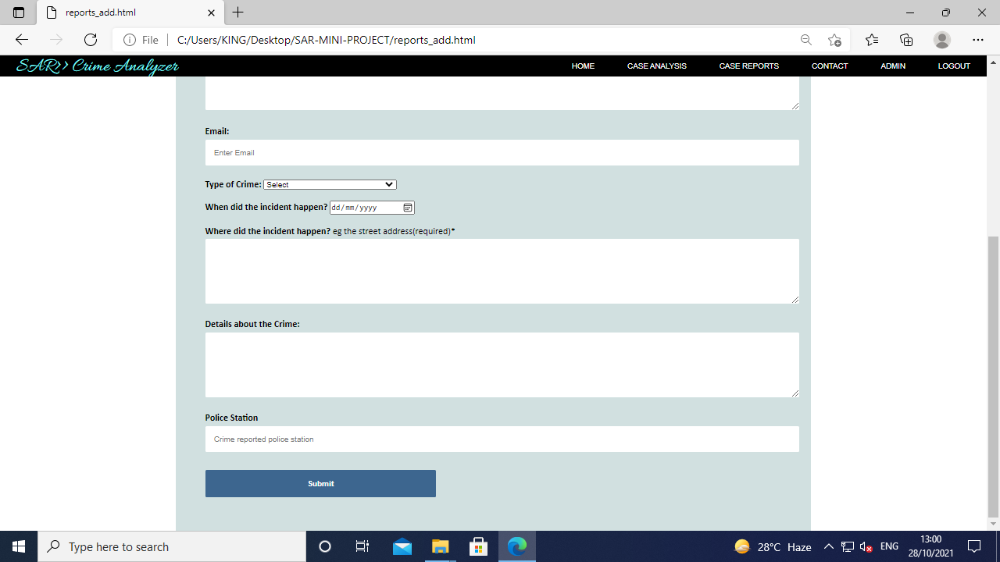 reports_add.html
File
C:/Users/KING/Desktop/SAR-MINI-PROJECT/reports_add.html
SAR>> Crime Analyzer
HOME CASE ANALYSIS CASE REPORTS CONTACT ADMIN LOGOUT
Email:
Enter Email
Type of Crime: Select
When did the incident happen? dd/mm/yyyy
Where did the incident happen? eg the street address(required)*
Details about the Crime:
Police Station
Crime reported police station
Submit
Type here to search
28°C Haze
ENG
13:00
28/10/2021